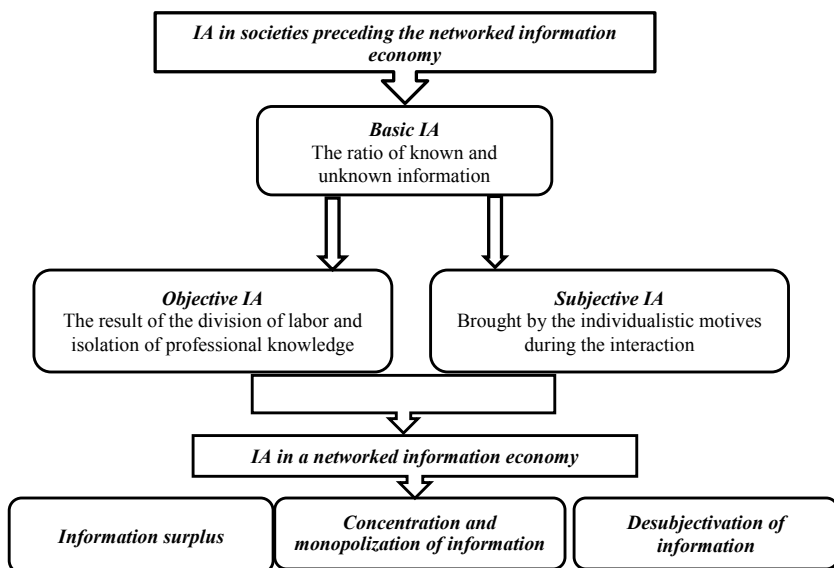 IA in societies preceding the networked information
economy
Basic IA
The ratio of known and
unknown information
Objective IA
The result of the division of labor and
isolation of professional knowledge
Subjective IA
Brought by the individualistic motives
during the interaction
IA in a networked information economy
Information surplus
Concentration and
monopolization of information
Desubjectivation of
information